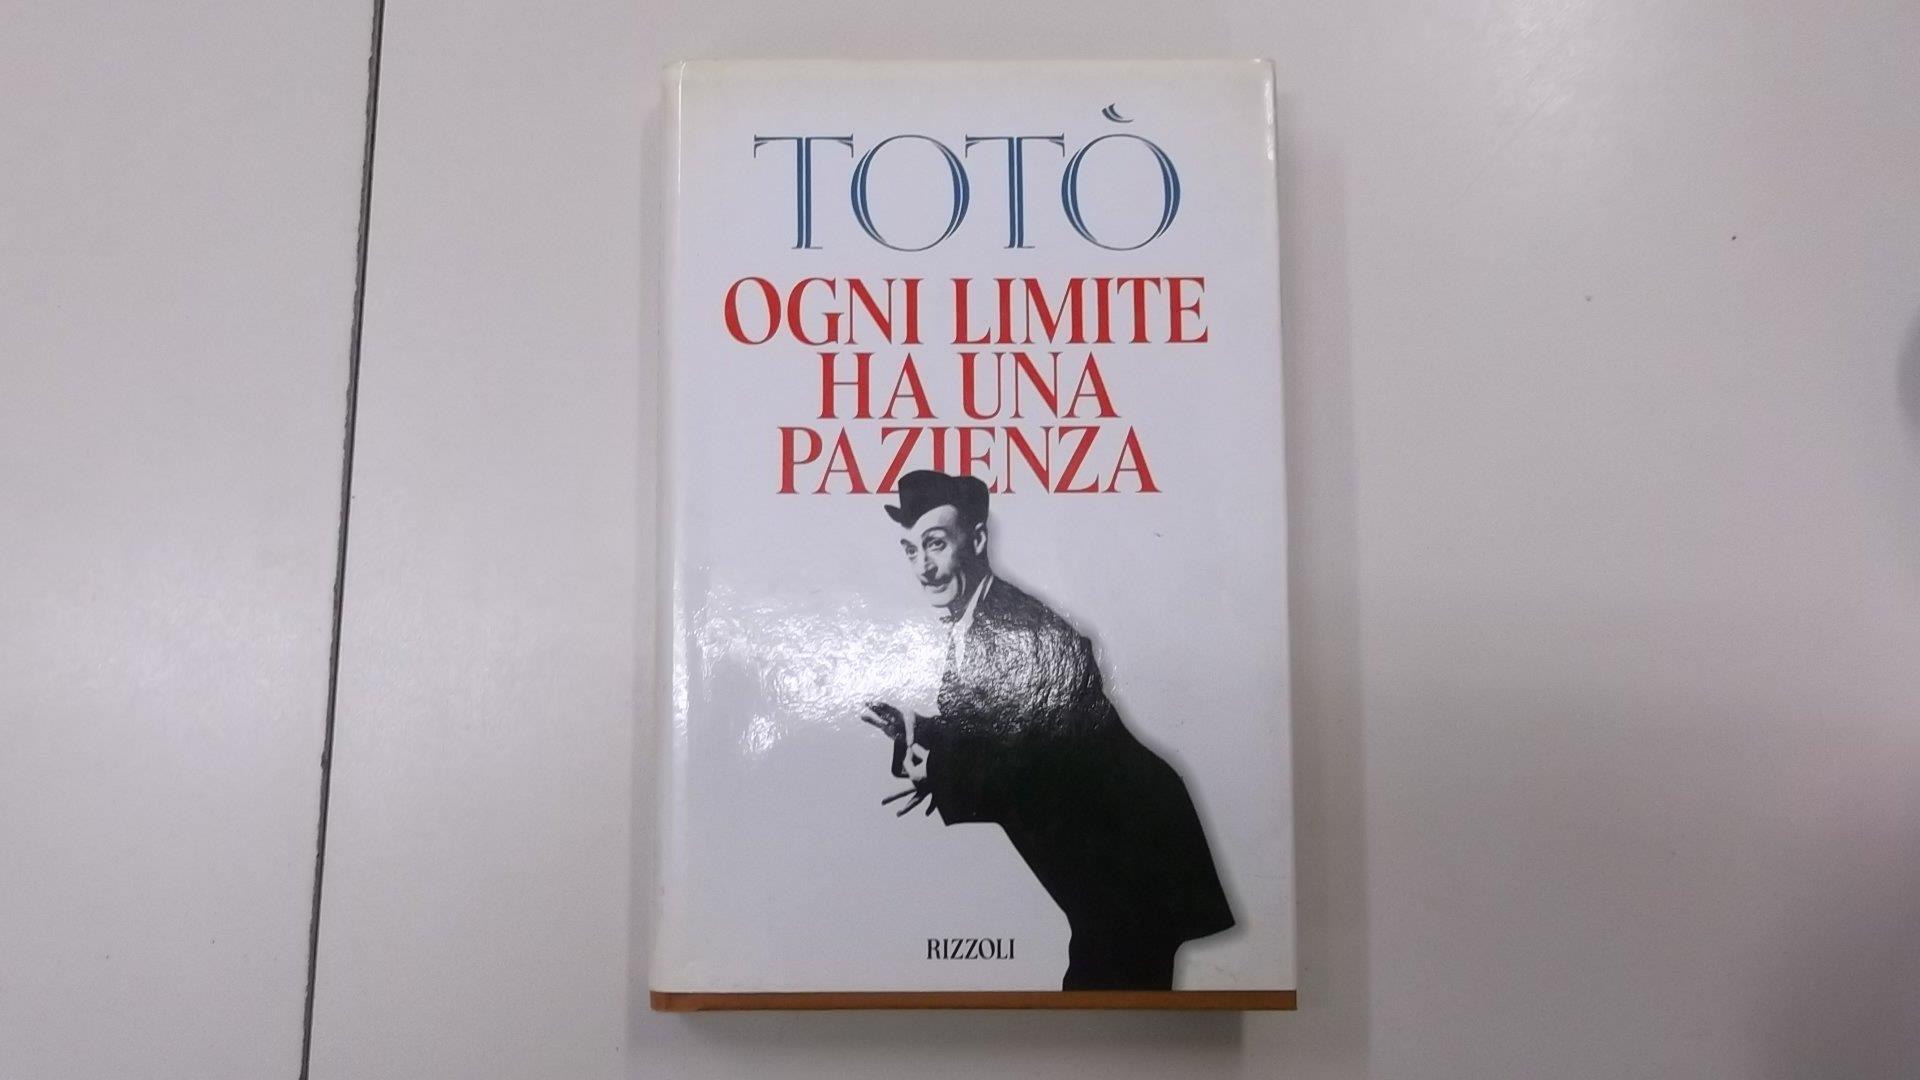 TOTÒ
OGNI LIMITE
HA UNA
PAZIENZA
RIZZOLI